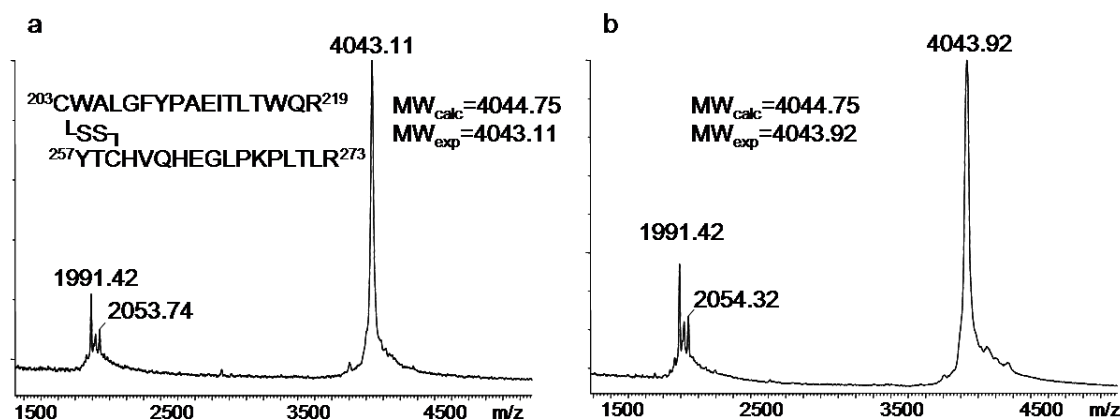 a
4043.11
²⁰³CWALGFYPAEITLTWQR²¹⁹
SS
²⁵⁷YTCHVQHEGLPKPLTLR²⁷³
MWcalc=4044.75
MWexp=4043.11
1991.42
2053.74
1500 2500 3500 4500 m/z
b
4043.92
MWcalc=4044.75
MWexp=4043.92
1991.42
2054.32
1500 2500 3500 4500 m/z